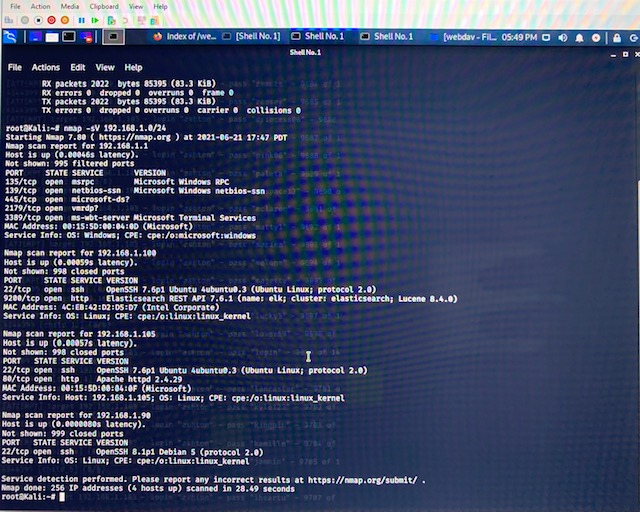 File Action Media Clipboard View Help
Index of /we...
[Shell No.1]
Shell No.1
Shell No.1
[webdav - Fil...
05:49 PM
Shell No.1
File Actions Edit View Help
RX packets 2022 bytes 85395 (83.3 KiB)
RX errors 0 dropped 0 overruns 0 frame 0
TX packets 2022 bytes 85395 (83.3 KiB)
TX errors 0 dropped 0 overruns 0 carrier 0 collisions 0
root@Kali:~# nmap -sV 192.168.1.0/24
Starting Nmap 7.80 ( https://nmap.org ) at 2021-06-21 17:47 PDT
Nmap scan report for 192.168.1.1
Host is up (0.00046s latency).
Not shown: 995 filtered ports
PORT STATE SERVICE VERSION
135/tcp open msrpc Microsoft Windows RPC
139/tcp open netbios-ssn Microsoft Windows netbios-ssn
445/tcp open microsoft-ds?
2179/tcp open vmrdp?
3389/tcp open ms-wbt-server Microsoft Terminal Services
MAC Address: 00:15:5D:00:04:0D (Microsoft)
Service Info: OS: Windows; CPE: cpe:/o:microsoft:windows
Nmap scan report for 192.168.1.100
Host is up (0.00059s latency).
Not shown: 998 closed ports
PORT STATE SERVICE VERSION
22/tcp open ssh OpenSSH 7.6p1 Ubuntu 4ubuntu0.3 (Ubuntu Linux; protocol 2.0)
9200/tcp open http Elasticsearch REST API 7.6.1 (name: elk; cluster: elasticsearch; Lucene 8.4.0)
MAC Address: 4C:EB:42:D2:D5:D7 (Intel Corporate)
Service Info: OS: Linux; CPE: cpe:/o:linux:linux_kernel
Nmap scan report for 192.168.1.105
Host is up (0.00057s latency).
Not shown: 998 closed ports
PORT STATE SERVICE VERSION
22/tcp open ssh OpenSSH 7.6p1 Ubuntu 4ubuntu0.3 (Ubuntu Linux; protocol 2.0)
80/tcp open http Apache httpd 2.4.29
MAC Address: 00:15:5D:00:04:0F (Microsoft)
Service Info: Host: 192.168.1.105; OS: Linux; CPE: cpe:/o:linux:linux_kernel
Nmap scan report for 192.168.1.90
Host is up (0.0000080s latency).
Not shown: 999 closed ports
PORT STATE SERVICE VERSION
22/tcp open ssh OpenSSH 8.1p1 Debian 5 (protocol 2.0)
Service Info: OS: Linux; CPE: cpe:/o:linux:linux_kernel
Service detection performed. Please report any incorrect results at https://nmap.org/submit/ .
Nmap done: 256 IP addresses (4 hosts up) scanned in 28.49 seconds
root@Kali:~#